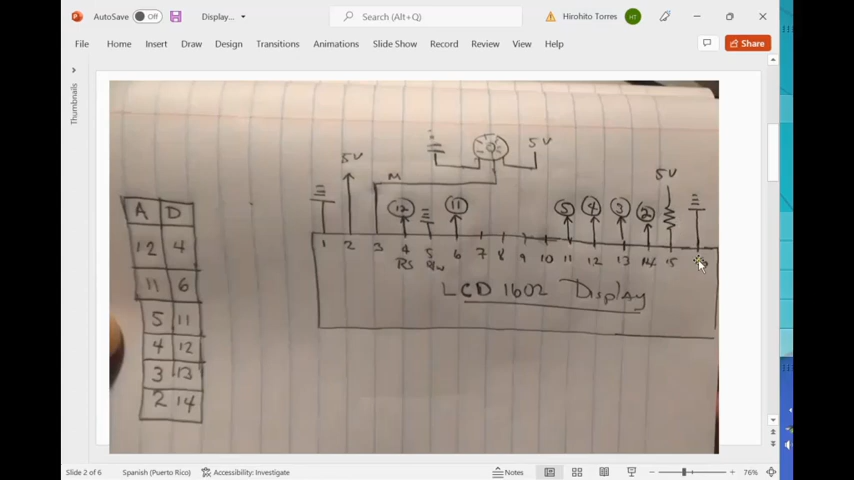 AutoSave Off Display... Search (Alt+Q) Hirohito Torres HT
File Home Insert Draw Design Transitions Animations Slide Show Record Review View Help Share
Thumbnails
5V
5V
M
5V
12
11
5 4 3 2
1 2 3 4 5 6 7 8 9 10 11 12 13 14 15
RS R/W
LCD 1602 Display
A D
12 4
11 6
5 11
4 12
3 13
2 14
Slide 2 of 6 Spanish (Puerto Rico) Accessibility: Investigate Notes 76%